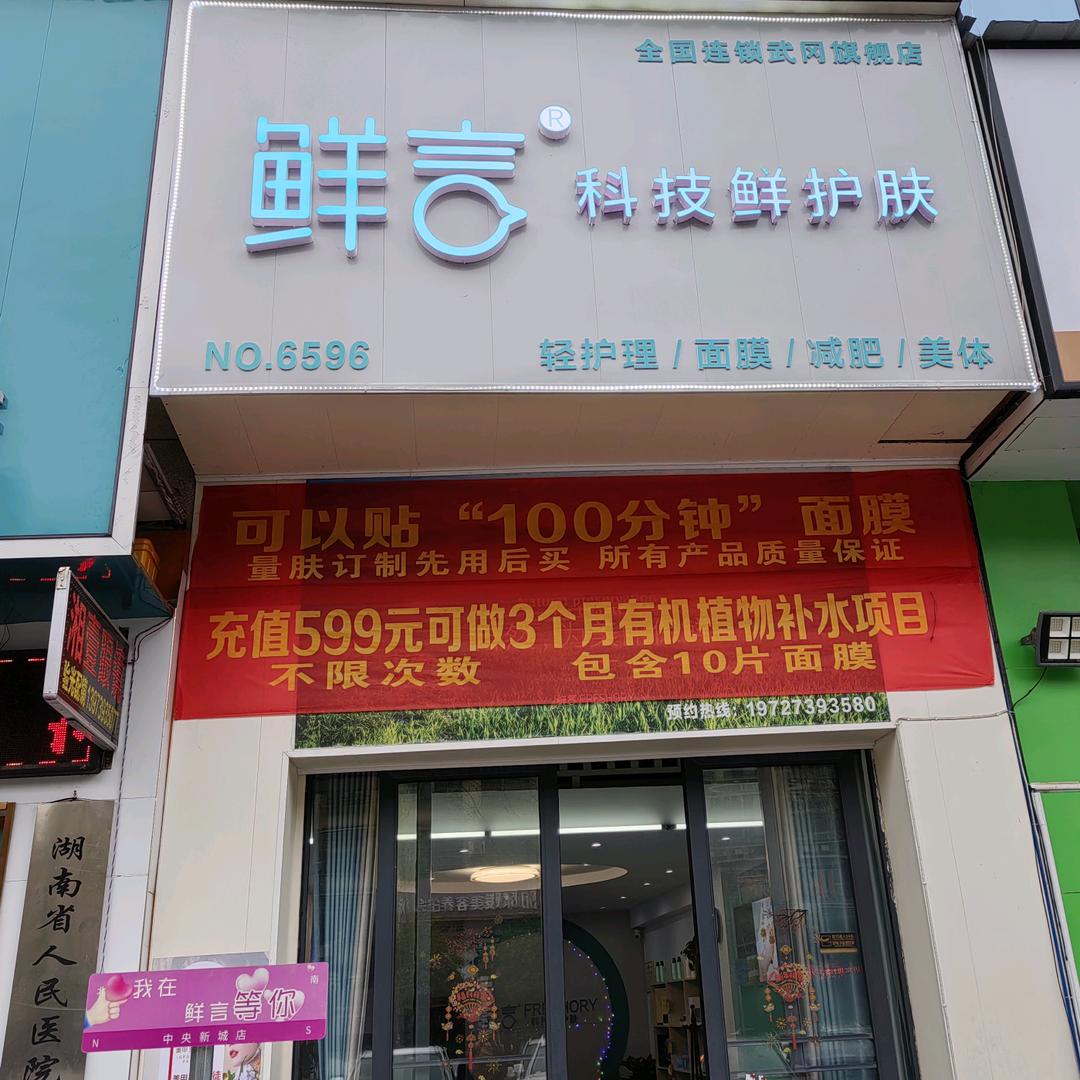 全国连锁武冈旗舰店
鲜言®
科技鲜护肤
NO.6596
轻护理/面膜/减肥/美体
可以贴“100分钟”面膜
量肤订制先用后买 所有产品质量保证
充值599元可做3个月有机植物补水项目
不限次数 包含10片面膜
预约热线：19727393580
湖南省人民医院
我在
鲜言等你
中央新城店
南
N
S
FRESHORY